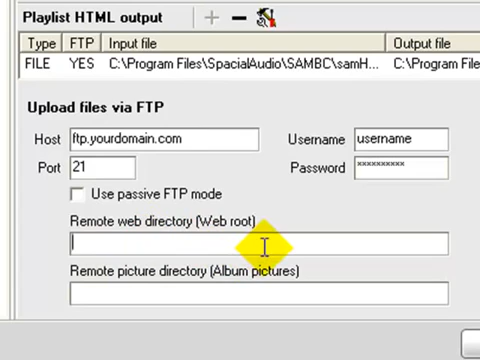 Playlist HTML output
Type FTP Input file Output file
FILE YES C:\Program Files\SpacialAudio\SAMBC\samH... C:\Program Files
Upload files via FTP
Host ftp.yourdomain.com Username username
Port 21 Password **********
Use passive FTP mode
Remote web directory (Web root)
Remote picture directory (Album pictures)